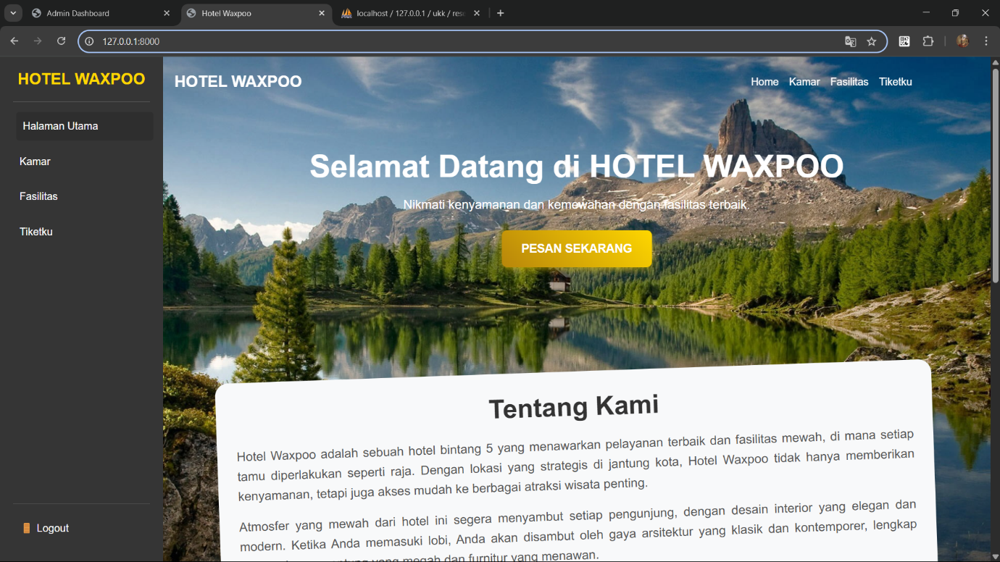 Admin Dashboard
Hotel Waxpoo
localhost / 127.0.0.1 / ukk / res
127.0.0.1:8000
HOTEL WAXPOO
Halaman Utama
Kamar
Fasilitas
Tiketku
Logout
HOTEL WAXPOO
Home Kamar Fasilitas Tiketku
Selamat Datang di HOTEL WAXPOO
Nikmati kenyamanan dan kemewahan dengan fasilitas terbaik.
PESAN SEKARANG
Tentang Kami
Hotel Waxpoo adalah sebuah hotel bintang 5 yang menawarkan pelayanan terbaik dan fasilitas mewah, di mana setiap
tamu diperlakukan seperti raja. Dengan lokasi yang strategis di jantung kota, Hotel Waxpoo tidak hanya memberikan
kenyamanan, tetapi juga akses mudah ke berbagai atraksi wisata penting.
Atmosfer yang mewah dari hotel ini segera menyambut setiap pengunjung, dengan desain interior yang elegan dan
modern. Ketika Anda memasuki lobi, Anda akan disambut oleh gaya arsitektur yang klasik dan kontemporer, lengkap
yang megah dan furnitur yang menawan.